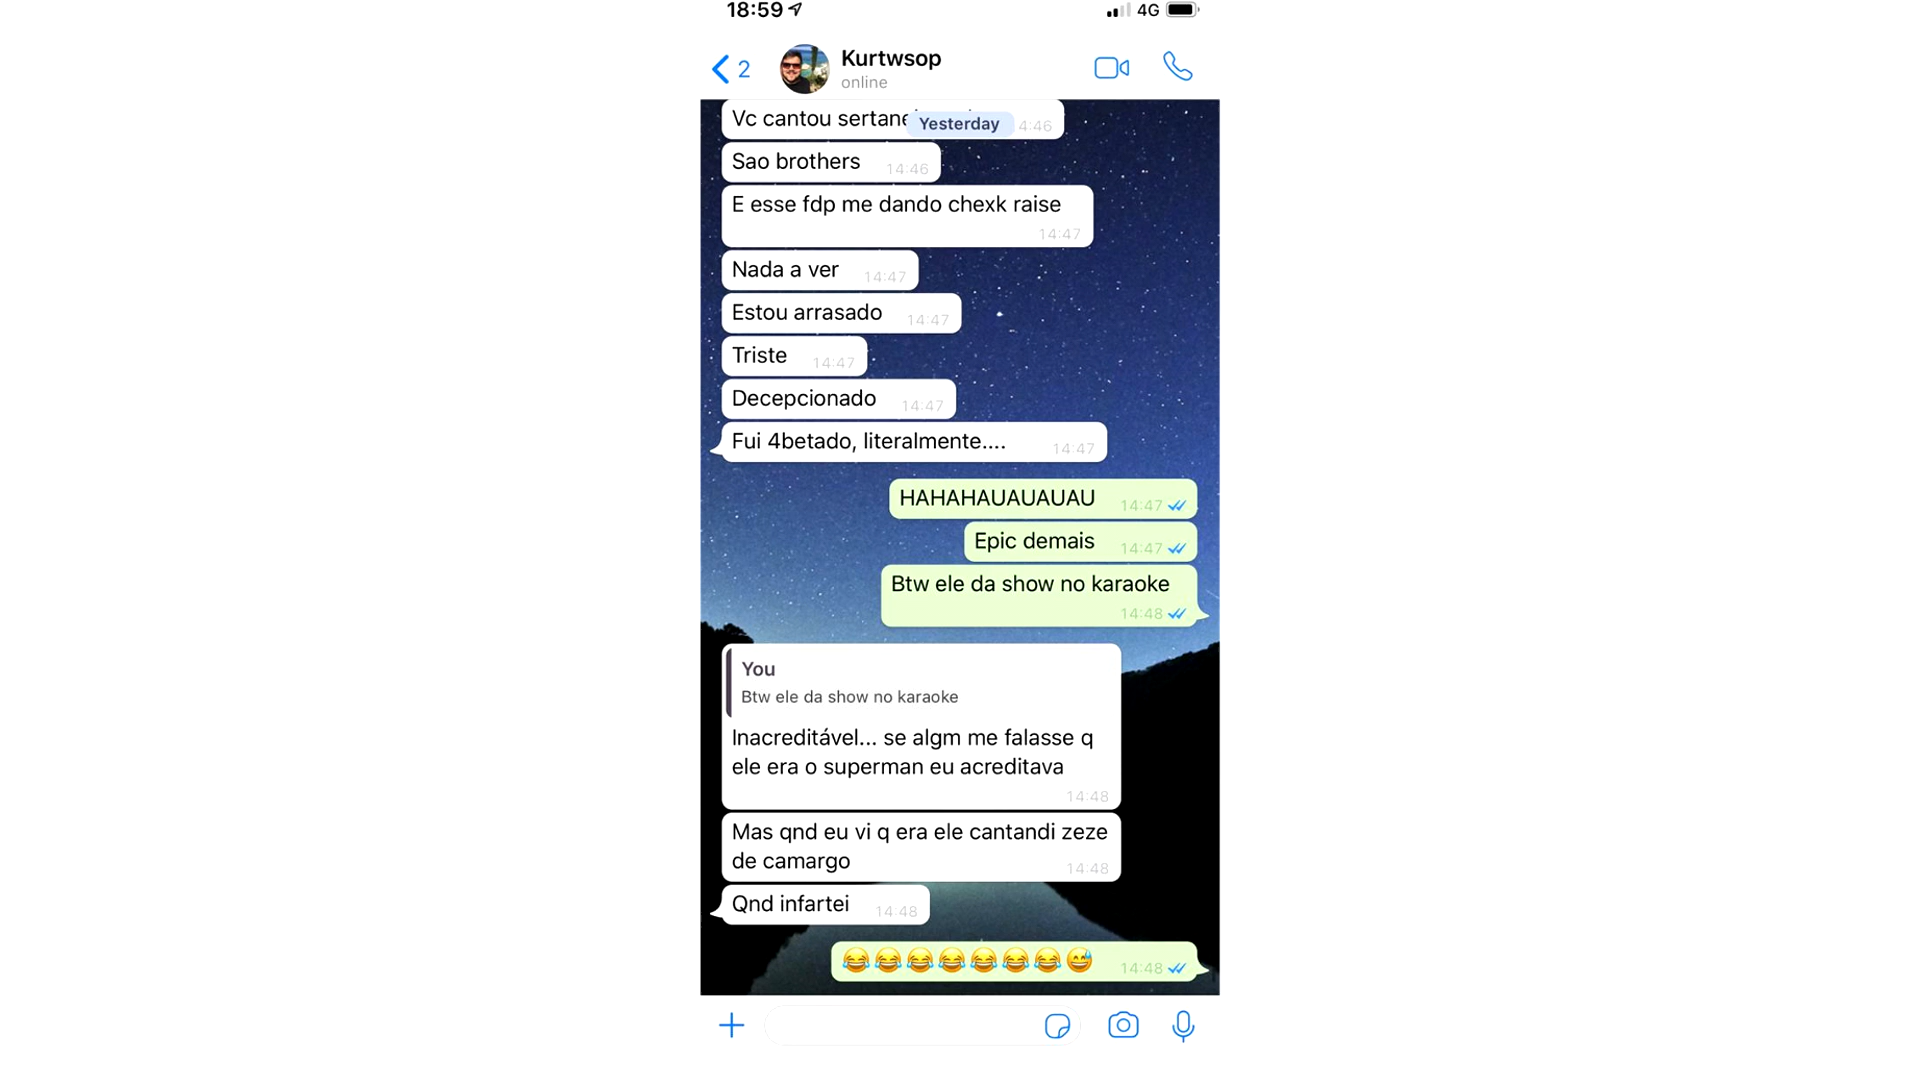 18:59
4G
2
Kurtwsop
online
Vc cantou
Yesterday
4:46
Sao brothers 14:46
E esse fdp me dando chexk raise
14:47
Nada a ver 14:47
Estou arrasado 14:47
Triste 14:47
Decepcionado 14:47
Fui 4betado, literalmente.... 14:47
HAHAHAUAUAUAU 14:47
Epic demais 14:47
Btw ele da show no karaoke
14:48
You
Btw ele da show no karaoke
Inacreditável... se algm me falasse q
ele era o superman eu acreditava
14:48
Mas qnd eu vi q era ele cantandi zeze
de camargo 14:48
Qnd infartei 14:48
😂😂😂😂😂😂😂😅 14:48